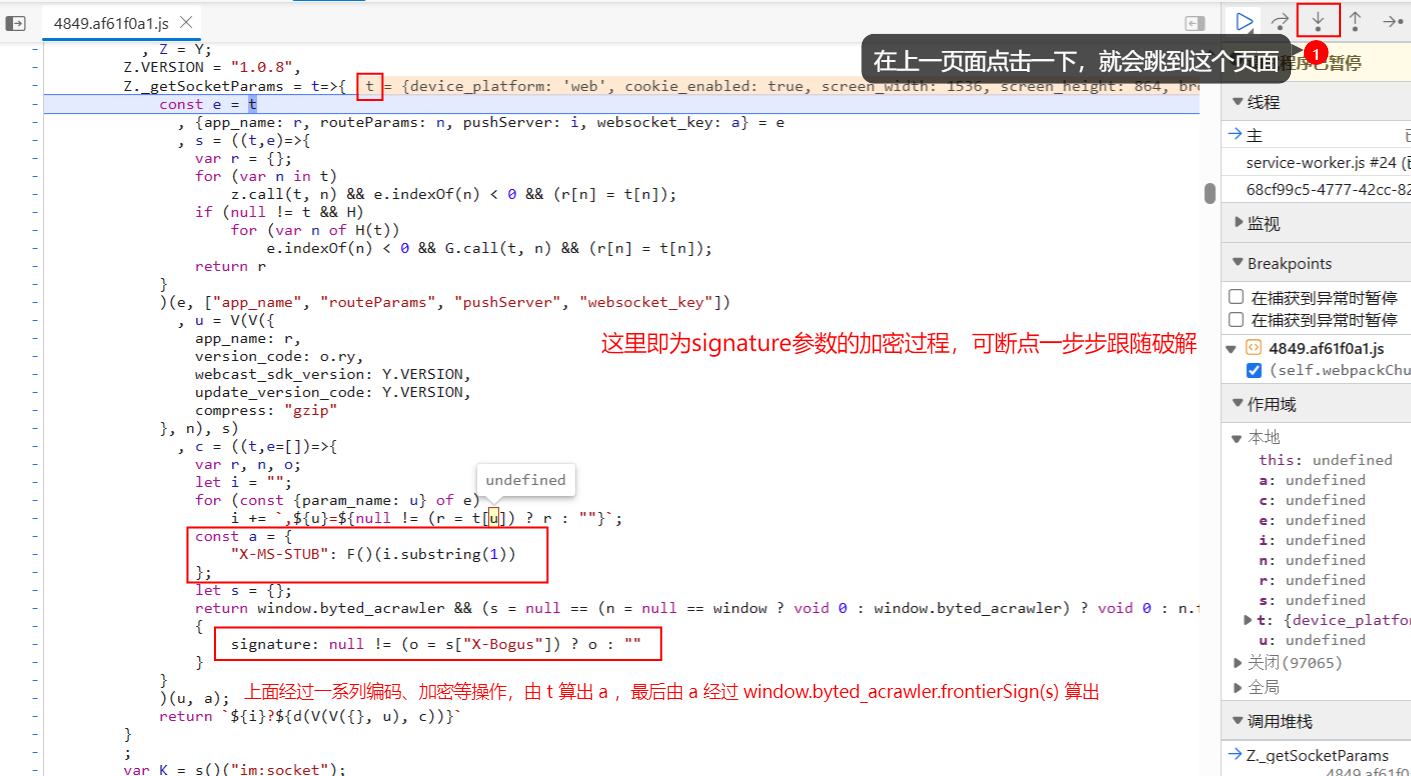 4849.af61f0a1.js
, Z = Y;
Z.VERSION = "1.0.8",
Z._getSocketParams = t=>{ t = {device_platform: 'web', cookie_enabled: true, screen_width: 1536, screen_height: 864, bro
在上一页面点击一下，就会跳到这个页面
1
已暂停
const e = t
, {app_name: r, routeParams: n, pushServer: i, websocket_key: a} = e
, s = ((t,e)=>{
var r = {};
for (var n in t)
z.call(t, n) && e.indexOf(n) < 0 && (r[n] = t[n]);
if (null != t && H)
for (var n of H(t))
e.indexOf(n) < 0 && G.call(t, n) && (r[n] = t[n]);
return r
}
)(e, ["app_name", "routeParams", "pushServer", "websocket_key"])
, u = V(V({
app_name: r,
version_code: o.ry,
webcast_sdk_version: Y.VERSION,
update_version_code: Y.VERSION,
compress: "gzip"
}, n), s)
这里即为signature参数的加密过程，可断点一步步跟随破解
, c = ((t,e=[])=>{
var r, n, o;
let i = "";
undefined
for (const {param_name: u} of e)
i += `,${u}=${null != (r = t[u]) ? r : ""}`;
const a = {
"X-MS-STUB": F()(i.substring(1))
};
let s = {};
return window.byted_acrawler && (s = null == (n = null == window ? void 0 : window.byted_acrawler) ? void 0 : n.f
{
signature: null != (o = s["X-Bogus"]) ? o : ""
}
}
)(u, a);
上面经过一系列编码、加密等操作，由 t 算出 a ，最后由 a 经过 window.byted_acrawler.frontierSign(s) 算出
return `${i}?${d(V(V({}, u), c))}`
}
;
var K = s()("im:socket");
线程
主
service-worker.js #24
68cf99c5-4777-42cc-82
监视
Breakpoints
在捕获到异常时暂停
在捕获到异常时暂停
4849.af61f0a1.js
(self.webpackChu
作用域
本地
this: undefined
a: undefined
c: undefined
e: undefined
i: undefined
n: undefined
r: undefined
s: undefined
t: {device_platfor
u: undefined
关闭(97065)
全局
调用堆栈
Z._getSocketParams
4849.af61f0